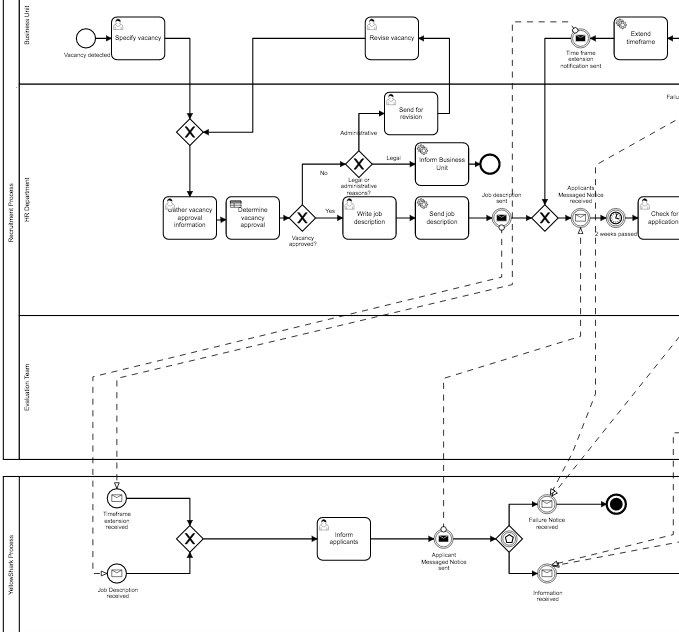 Business Unit
Vacancy detected
Specify vacancy
Revise vacancy
Time frame
extension
notification sent
Extend
timeframe
Recruitment Process
HR Department
Send for
revision
Administrative
Legal
Inform Business
Unit
No
Legal or
administrative
reasons?
Gather vacancy
approval
information
Determine
vacancy
approval
Vacancy
approved?
Yes
Write job
description
Send job
description
Job description
sent
Applicants
Messaged Notice
received
2 weeks passed
Check for
application
Failu
Evaluation Team
YellowShark Process
Timeframe
extension
received
Job Description
received
Inform
applicants
Applicant
Messaged Notice
sent
Failure Notice
received
Information
received